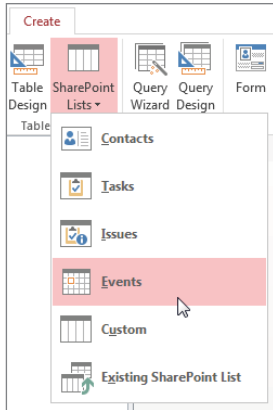 Create
Table SharePoint Query Query Form
Design Lists Wizard Design
Table
Contacts
Tasks
Issues
Events
Custom
Existing SharePoint List